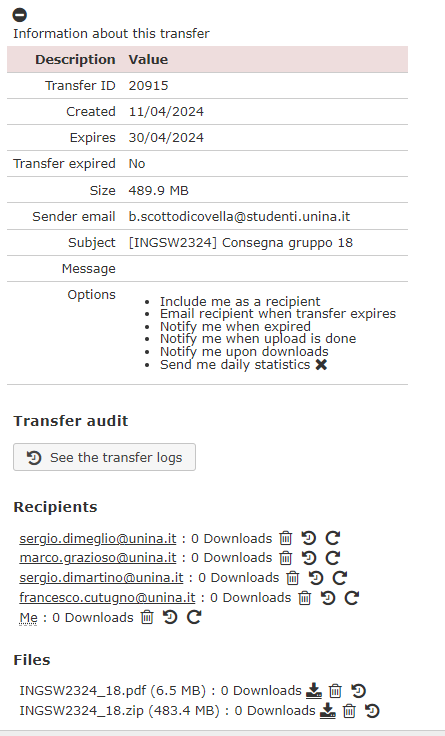 Information about this transfer
Description Value
Transfer ID 20915
Created 11/04/2024
Expires 30/04/2024
Transfer expired No
Size 489.9 MB
Sender email b.scottodicovella@studenti.unina.it
Subject [INGSW2324] Consegna gruppo 18
Message
Options
• Include me as a recipient
• Email recipient when transfer expires
• Notify me when expired
• Notify me when upload is done
• Notify me upon downloads
• Send me daily statistics
Transfer audit
See the transfer logs
Recipients
sergio.dimeglio@unina.it : 0 Downloads
marco.grazioso@unina.it : 0 Downloads
sergio.dimartino@unina.it : 0 Downloads
francesco.cutugno@unina.it : 0 Downloads
Me : 0 Downloads
Files
INGSW2324_18.pdf (6.5 MB) : 0 Downloads
INGSW2324_18.zip (483.4 MB) : 0 Downloads